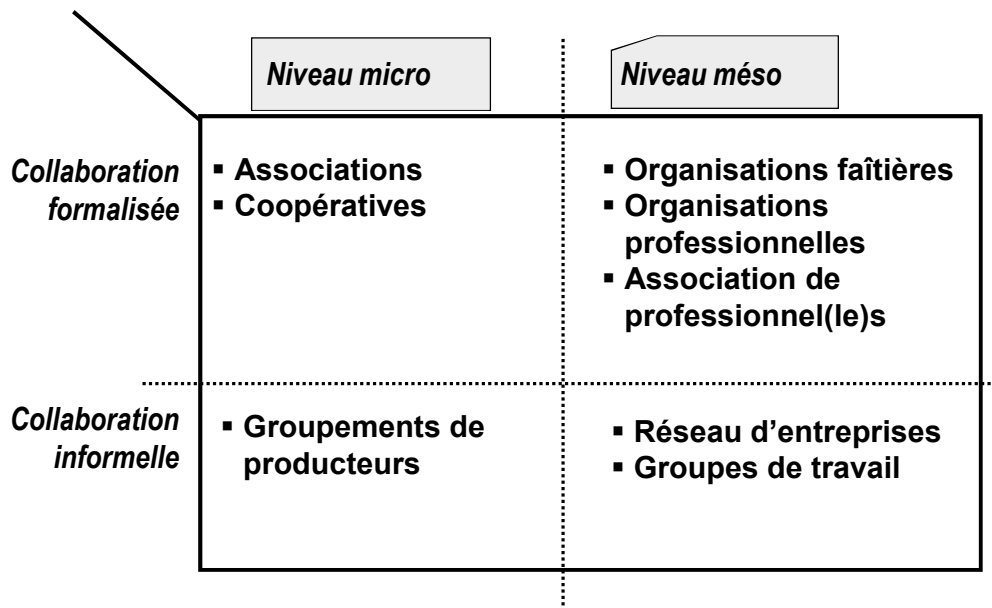 Niveau micro
Niveau méso
Collaboration
formalisée
▪ Associations
▪ Coopératives
▪ Organisations faîtières
▪ Organisations
professionnelles
▪ Association de
professionnel(le)s
Collaboration
informelle
▪ Groupements de
producteurs
▪ Réseau d’entreprises
▪ Groupes de travail